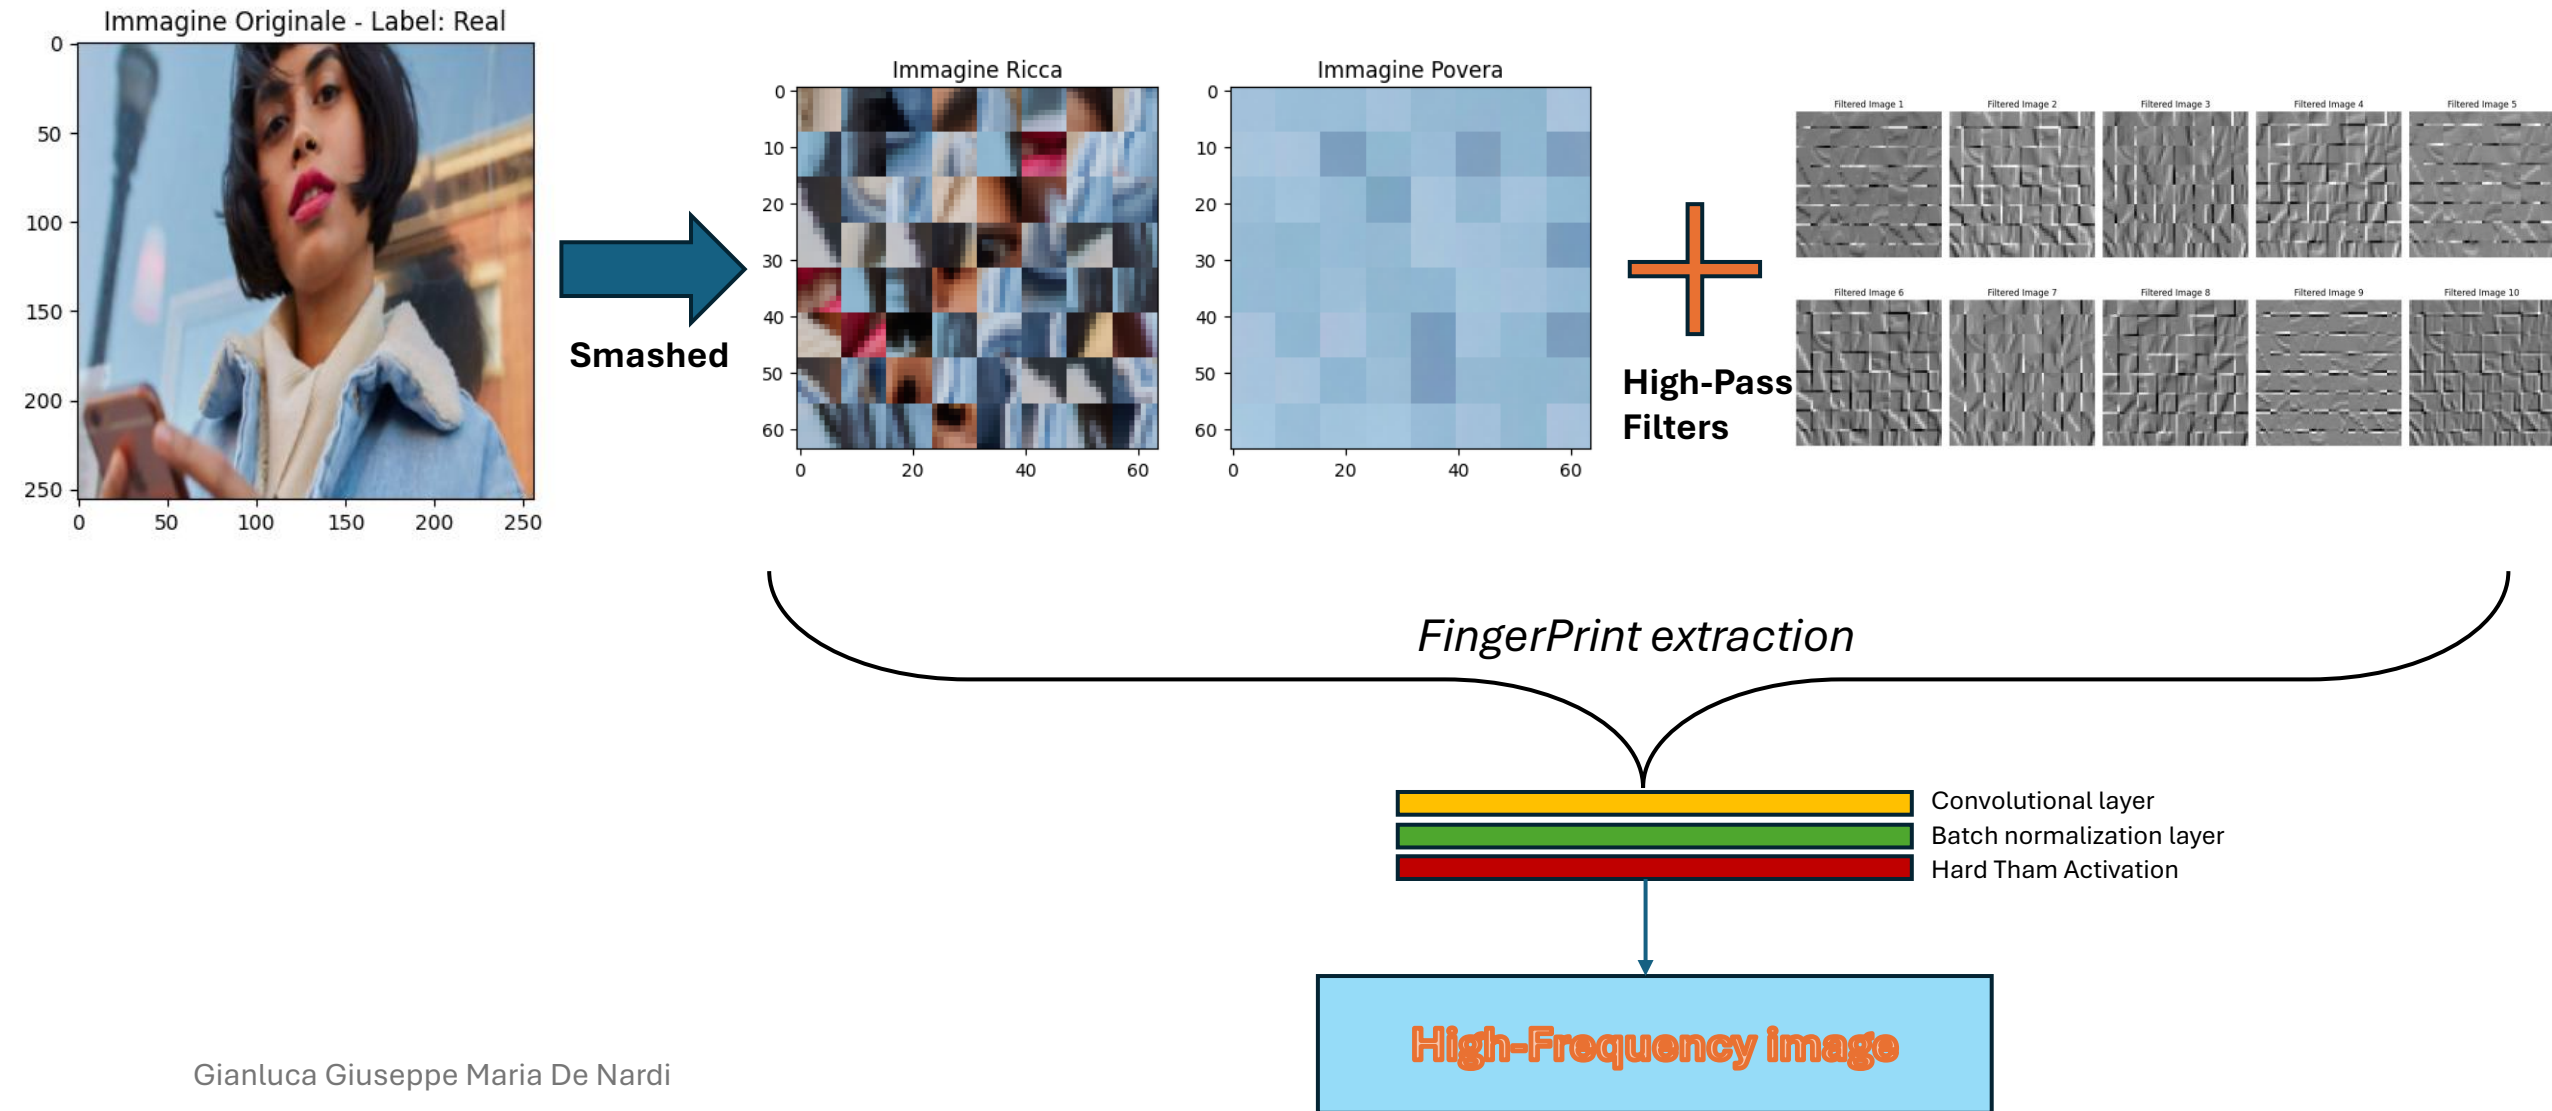 Immagine Originale - Label: Real
0
50
100
150
200
250
0 50 100 150 200 250
Smashed
Immagine Ricca
0
10
20
30
40
50
60
0 20 40 60
Immagine Povera
0
10
20
30
40
50
60
0 20 40 60
High-Pass
Filters
Filtered Image 1 Filtered Image 2 Filtered Image 3 Filtered Image 4 Filtered Image 5
Filtered Image 6 Filtered Image 7 Filtered Image 8 Filtered Image 9 Filtered Image 10
FingerPrint extraction
Convolutional layer
Batch normalization layer
Hard Tham Activation
High-Frequency image
Gianluca Giuseppe Maria De Nardi